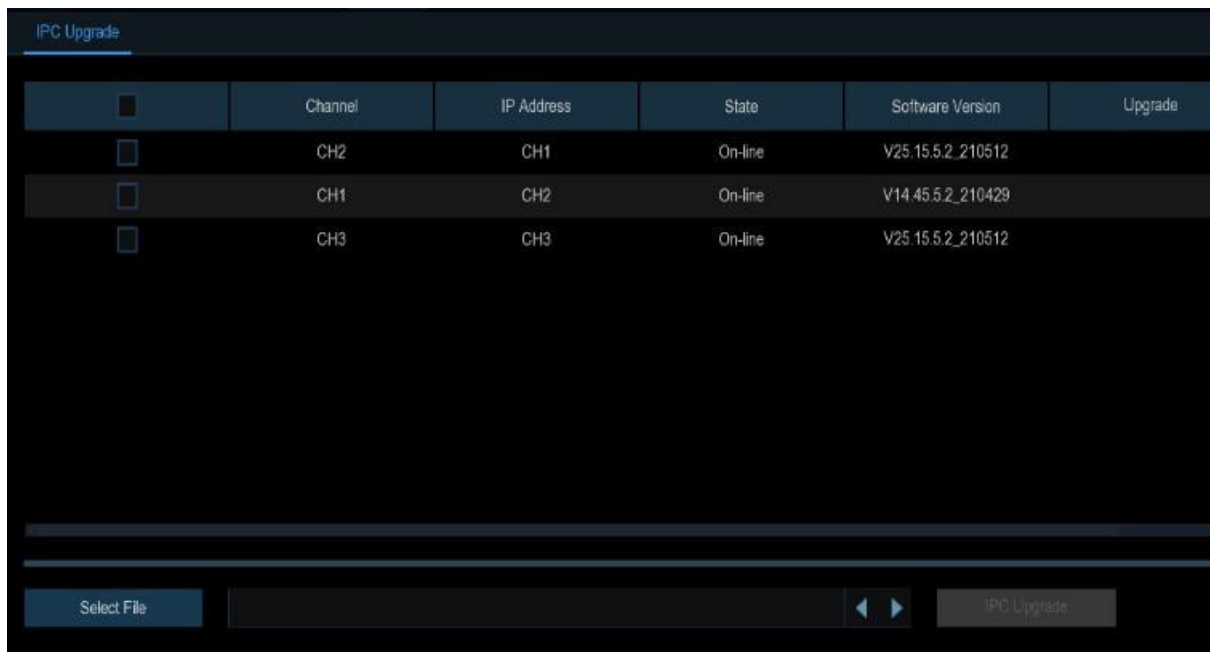 IPC Upgrade
Channel IP Address State Software Version Upgrade
CH2 CH1 On-line V25.15.5.2_210512
CH1 CH2 On-line V14.45.5.2_210429
CH3 CH3 On-line V25.15.5.2_210512
Select File IPC Upgrade